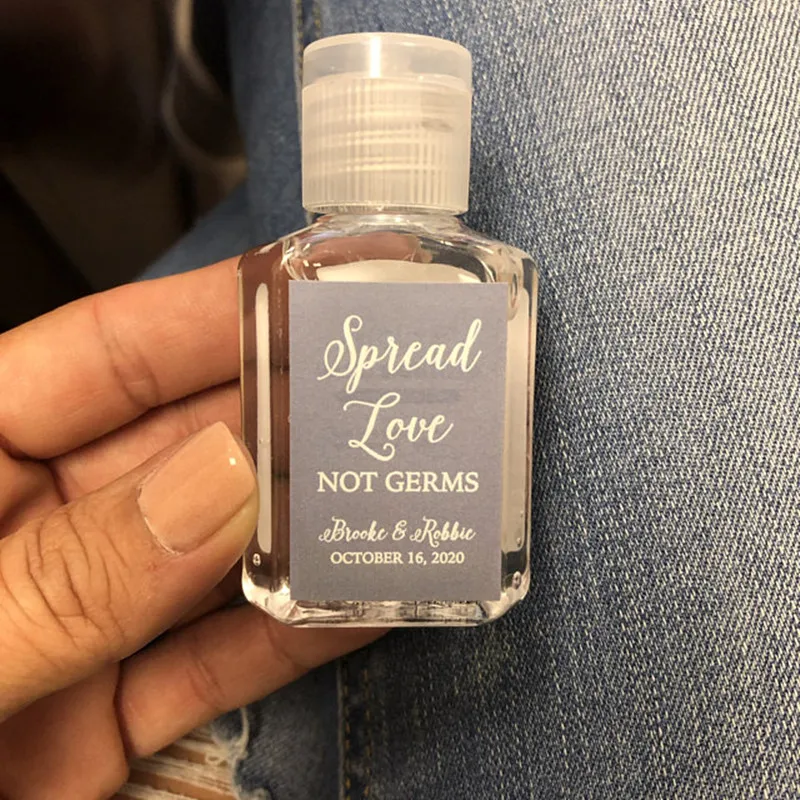 Spread
Love
NOT GERMS
Brooke & Robbie
OCTOBER 16, 2020